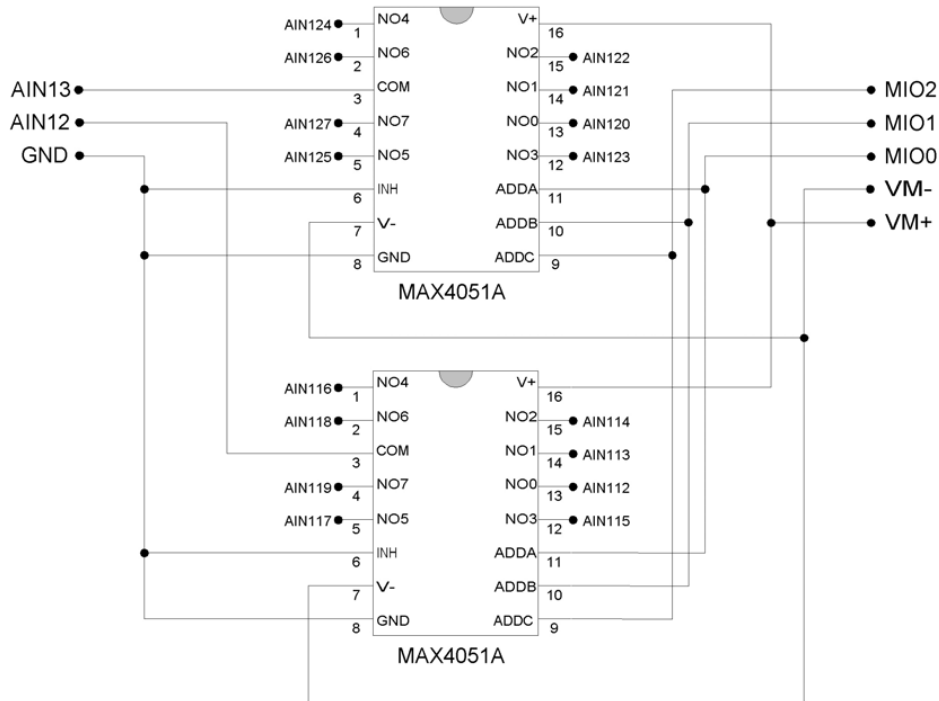 AIN124 1 NO4 V+ 16
AIN126 2 NO6 NO2 15 AIN122
AIN13 3 COM NO1 14 AIN121 MIO2
AIN12 AIN127 4 NO7 NO0 13 AIN120 MIO1
GND AIN125 5 NO5 NO3 12 AIN123 MIO0
6 INH ADDA 11 VM-
7 V- ADDB 10 VM+
8 GND ADDC 9
MAX4051A
AIN116 1 NO4 V+ 16
AIN118 2 NO6 NO2 15 AIN114
3 COM NO1 14 AIN113
AIN119 4 NO7 NO0 13 AIN112
AIN117 5 NO5 NO3 12 AIN115
6 INH ADDA 11
7 V- ADDB 10
8 GND ADDC 9
MAX4051A